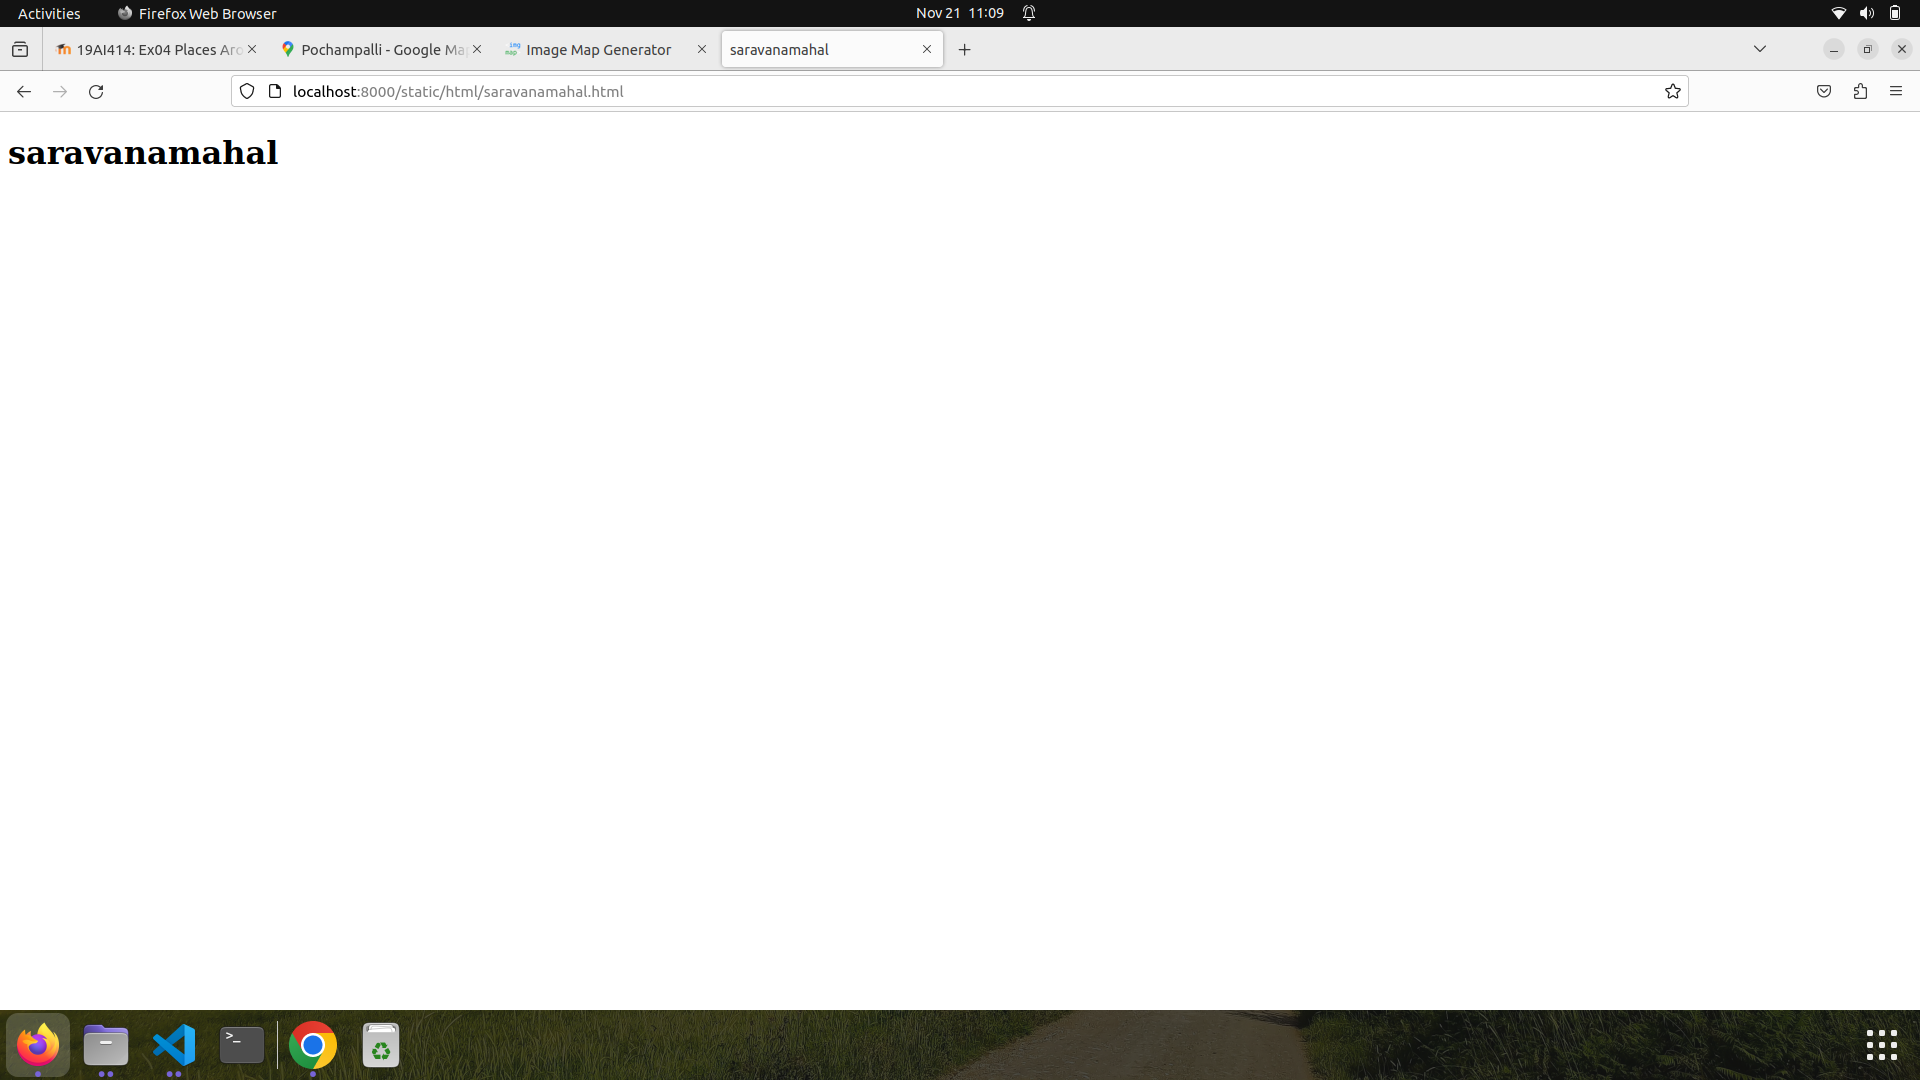 Activities Firefox Web Browser Nov 21 11:09
19AI414: Ex04 Places Aro Pochampalli - Google Ma Image Map Generator saravanamahal
localhost:8000/static/html/saravanamahal.html
saravanamahal